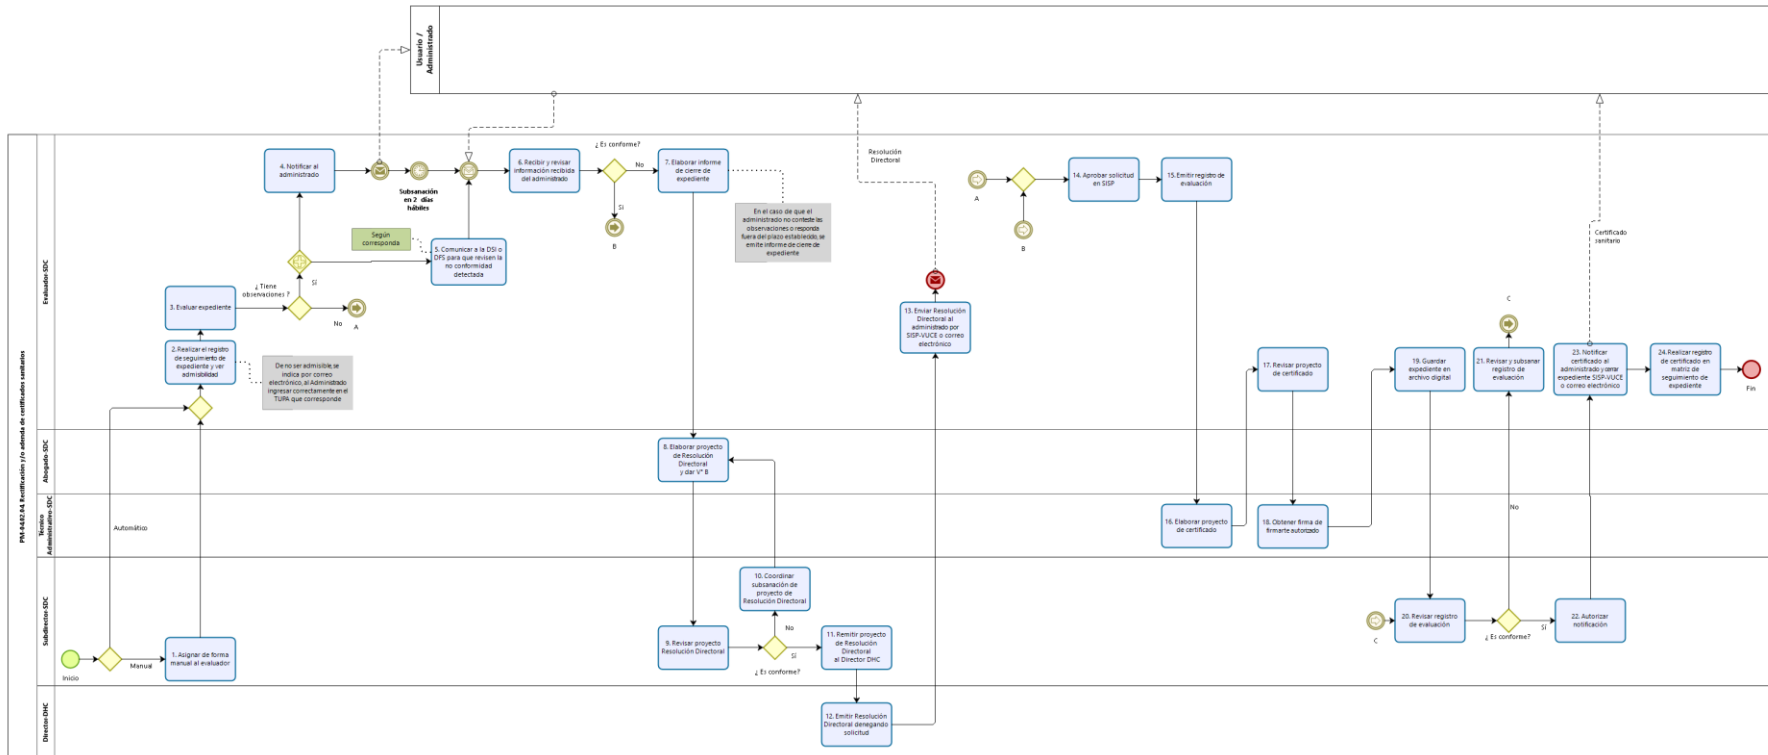 Usuario /
Administrado
PM-04.02.04. Rectificación y/o adenda de certificados sanitarios
Evaluador-SDC
4. Notificar al
administrado
Subsanación
en 2 días
hábiles
6. Recibir y revisar
información recibida
del administrado
¿ Es conforme?
No
Si
B
7. Elaborar informe
de cierre de
expediente
En el caso de que el
administrado no conteste las
observaciones o responda
fuera del plazo establecido, se
emite informe de cierre de
expediente
Según
corresponda
5. Comunicar a la DSI o
DFS para que revisen la
no conformidad
detectada
¿ Tiene
observaciones ?
Sí
No
A
3. Evaluar expediente
2. Realizar el registro
de seguimiento de
expediente y ver
admisibilidad
De no ser admisible, se
indica por correo
electrónico, al Administrado
ingresar correctamente en el
TUPA que corresponde
Resolución
Directoral
13. Enviar Resolución
Directoral al
administrado por
SISP-VUCE o correo
electrónico
A
B
14. Aprobar solicitud
en SISP
15. Emitir registro de
evaluación
Certificado
sanitario
17. Revisar proyecto
de certificado
19. Guardar
expediente en
archivo digital
C
21. Revisar y subsanar
registro de
evaluación
23. Notificar
certificado al
administrado y cerrar
expediente SISP-VUCE
o correo electrónico
24. Realizar registro
de certificado en
matriz de
seguimiento de
expediente
Fin
Abogado-SDC
8. Elaborar proyecto
de Resolución
Directoral
y dar V° B
Técnico
Administrativo-SDC
Automático
16. Elaborar proyecto
de certificado
18. Obtener firma de
firmante autorizado
No
Subdirector-SDC
Inicio
Manual
1. Asignar de forma
manual al evaluador
9. Revisar proyecto
Resolución Directoral
10. Coordinar
subsanación de
proyecto de
Resolución Directoral
No
Sí
¿ Es conforme?
11. Remitir proyecto
de Resolución
Directoral
al Director DHC
C
20. Revisar registro
de evaluación
¿ Es conforme?
Sí
22. Autorizar
notificación
Director-DHC
12. Emitir Resolución
Directoral denegando
solicitud